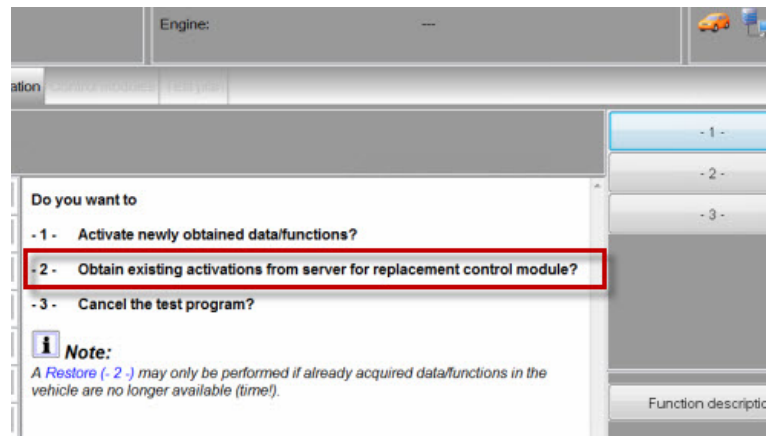 Engine: ---
ation Control modules Test plan
- 1 -
- 2 -
Do you want to
- 3 -
- 1 - Activate newly obtained data/functions?
- 2 - Obtain existing activations from server for replacement control module?
- 3 - Cancel the test program?
i Note:
A Restore (- 2 -) may only be performed if already acquired data/functions in the
vehicle are no longer available (time!).
Function descriptio